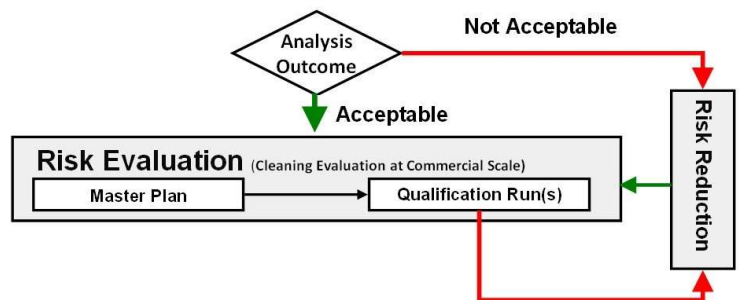 Analysis
Outcome
Not Acceptable
Acceptable
Risk Reduction
Risk Evaluation (Cleaning Evaluation at Commercial Scale)
Master Plan
Qualification Run(s)